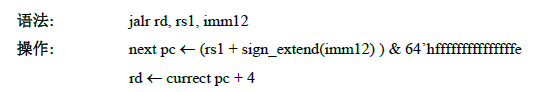 语法： jalr rd, rs1, imm12
操作： next pc ← (rs1 + sign_extend(imm12) ) & 64’hfffffffffffffffe
rd ← currect pc + 4